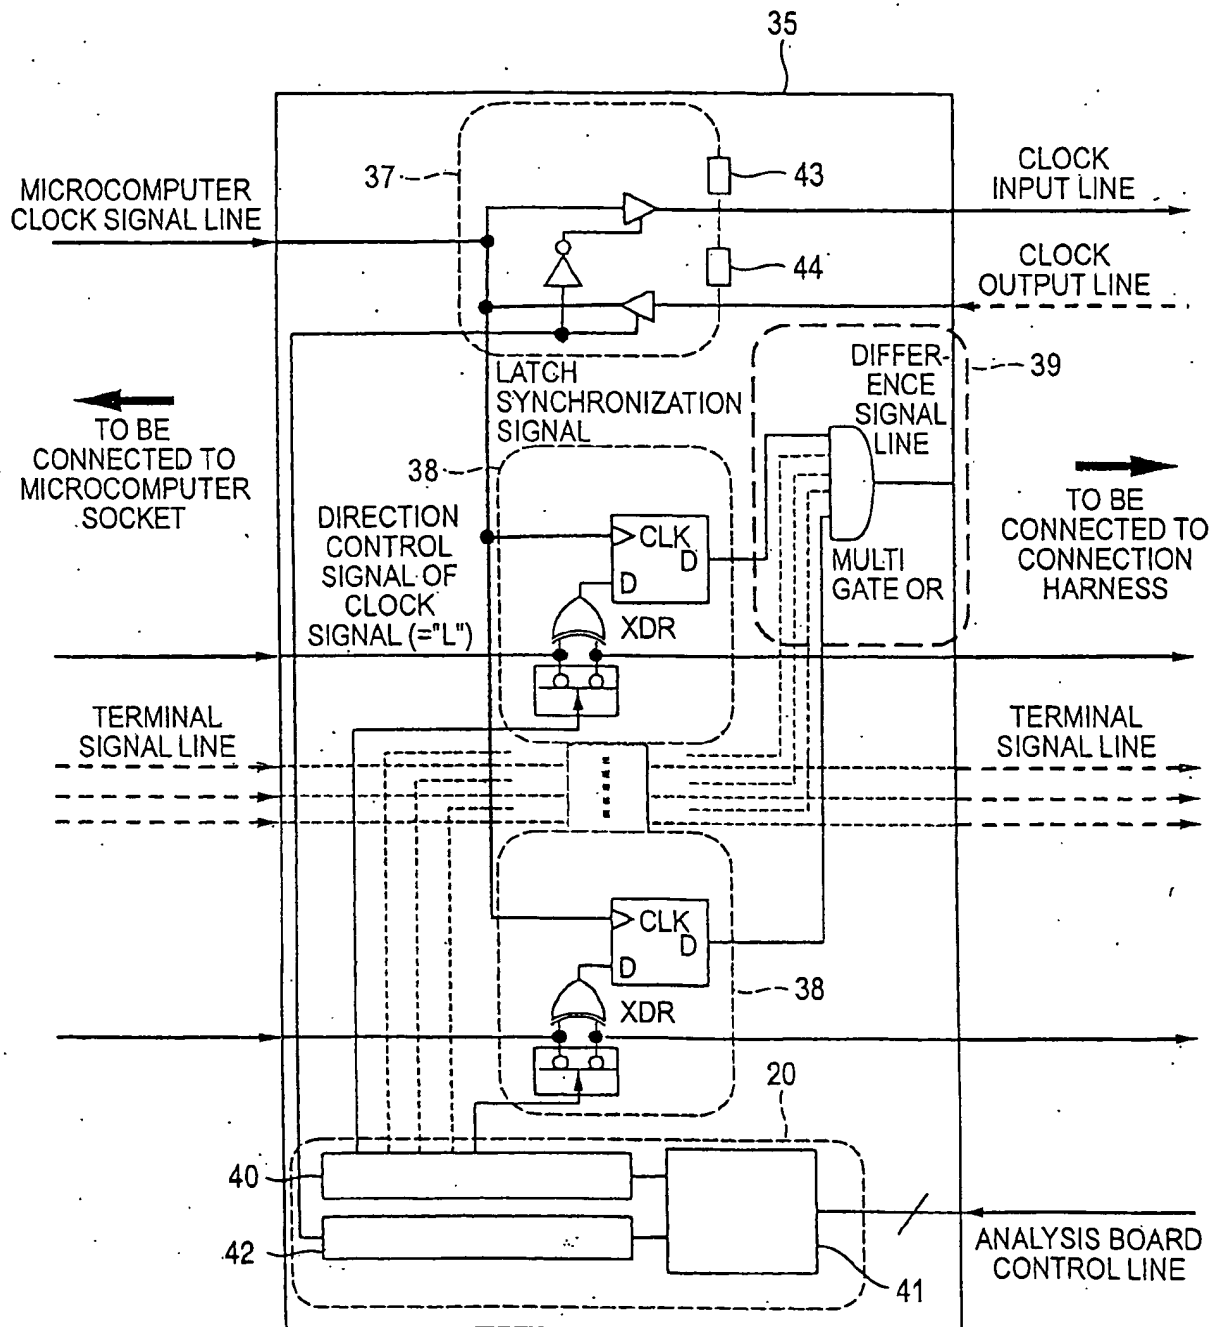 35
37
43
MICROCOMPUTER
CLOCK SIGNAL LINE
CLOCK
INPUT LINE
44
CLOCK
OUTPUT LINE
LATCH
SYNCHRONIZATION
SIGNAL
DIFFER-
ENCE
SIGNAL
LINE
39
TO BE
CONNECTED TO
MICROCOMPUTER
SOCKET
38
DIRECTION
CONTROL
SIGNAL OF
CLOCK
SIGNAL (="L")
CLK
D
D
XDR
MULTI
GATE OR
TO BE
CONNECTED TO
CONNECTION
HARNESS
TERMINAL
SIGNAL LINE
TERMINAL
SIGNAL LINE
CLK
D
D
XDR
38
20
40
42
41
ANALYSIS BOARD
CONTROL LINE